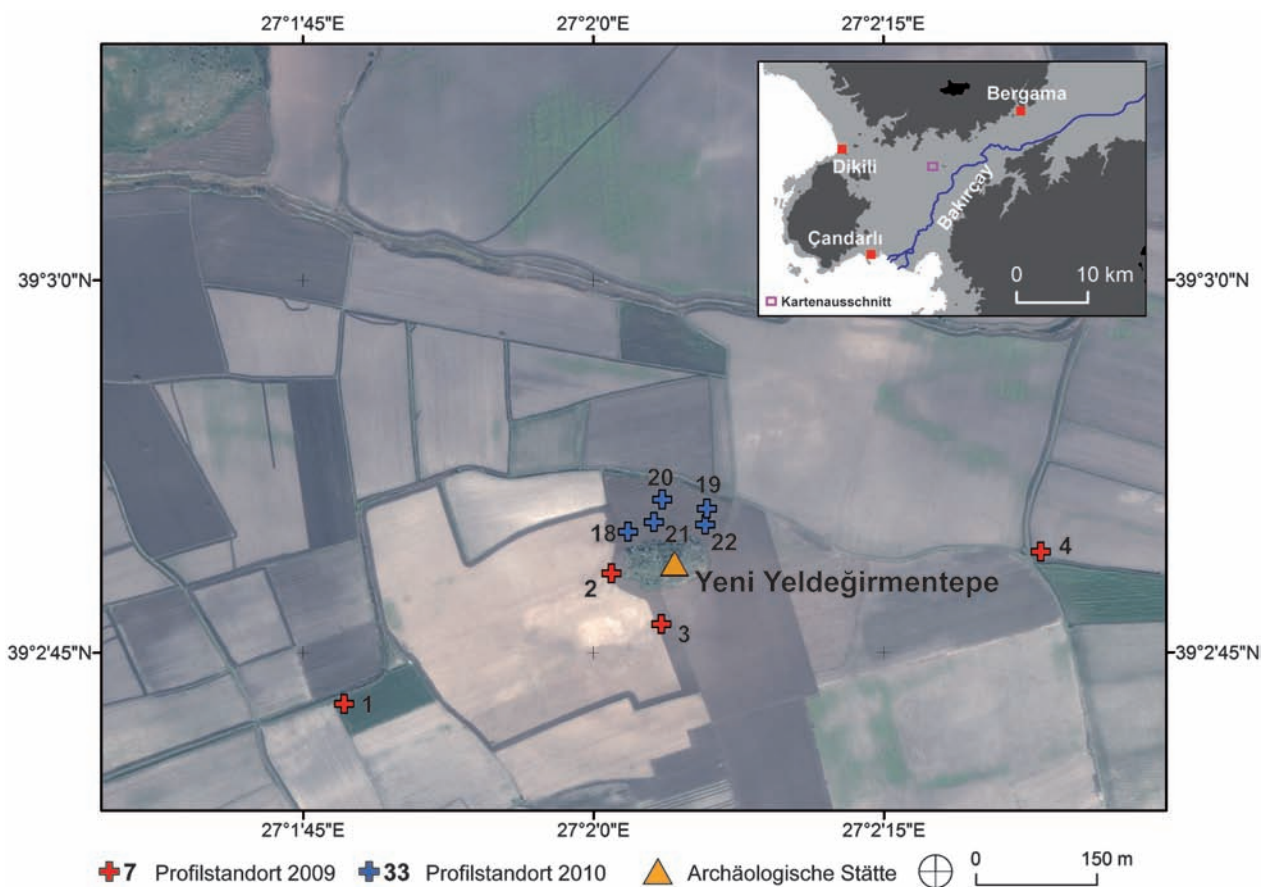 27°1'45"E 27°2'0"E 27°2'15"E
Bergama
Dikili
Bakırçay
Çandarlı
0 10 km
Kartenausschnitt
39°3'0"N 39°3'0"N
20 19
18 21 22
4
2
Yeni Yeldeğirmentepe
3
39°2'45"N 39°2'45"N
1
27°1'45"E 27°2'0"E 27°2'15"E
7 Profilstandort 2009 33 Profilstandort 2010 Archäologische Stätte 0 150 m